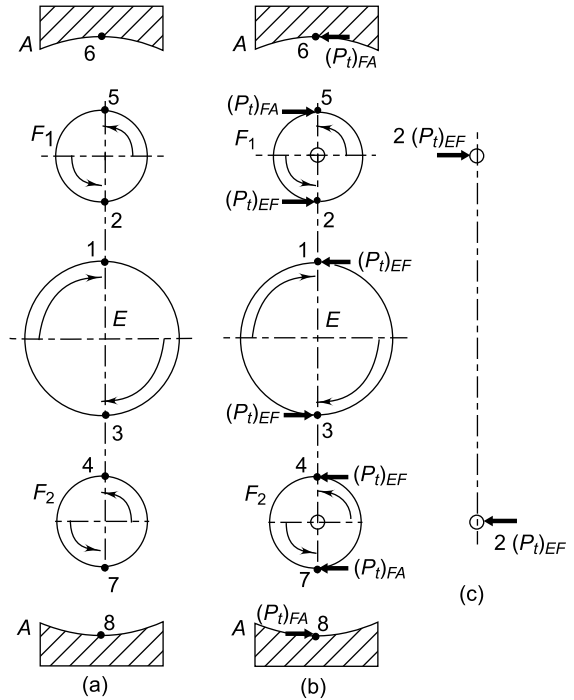 A
6
5
F1
2
1
E
3
4
F2
7
A
8
(a)
A
6
(Pt)FA
(Pt)FA
5
F1
(Pt)EF
2
1
(Pt)EF
E
(Pt)EF
3
4
(Pt)EF
F2
7
(Pt)FA
(Pt)FA
A
8
(b)
2 (Pt)EF
2 (Pt)EF
(c)